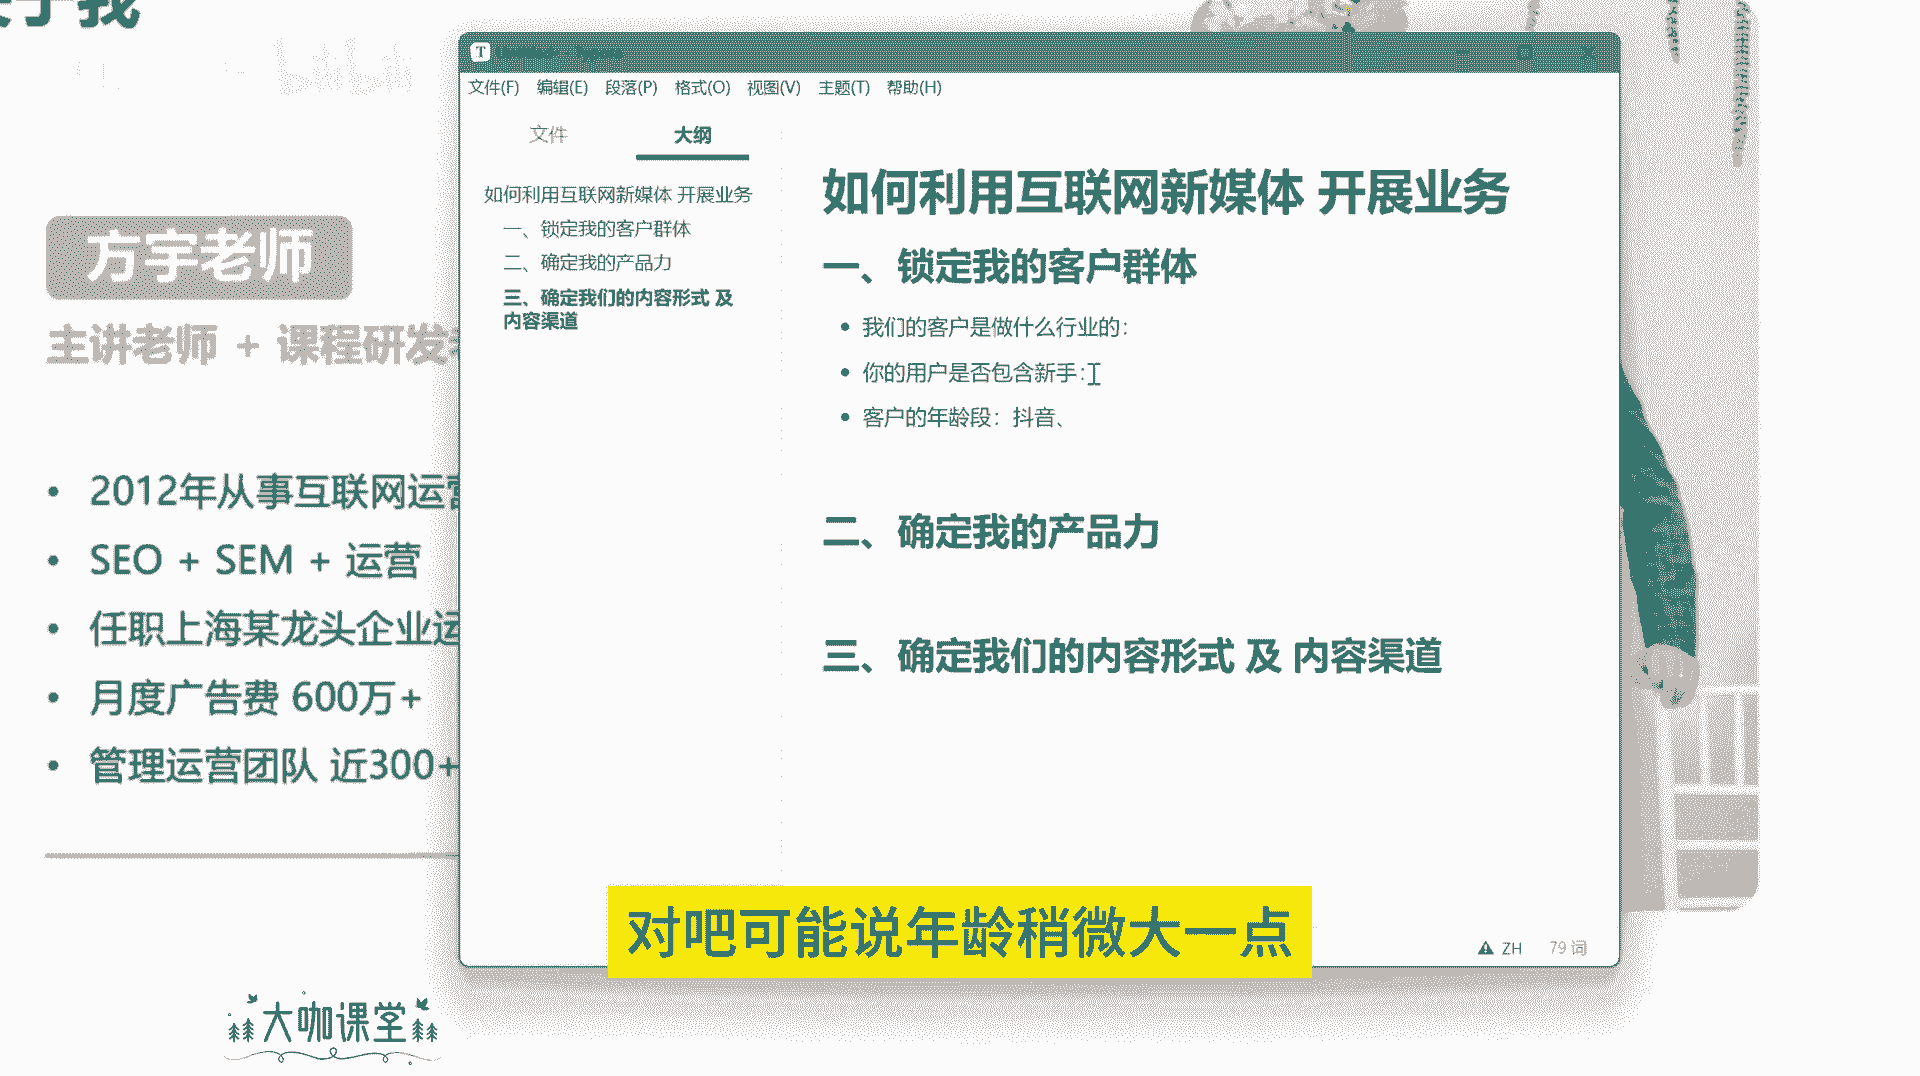 bilibili
方宇老师
主讲老师 + 课程研发
2012年从事互联网运营
SEO + SEM + 运营
任职上海某龙头企业运
月度广告费 600万+
管理运营团队 近300+
大咖课堂
文件(F) 编辑(E) 段落(P) 格式(O) 视图(V) 主题(T) 帮助(H)
文件 大纲
如何利用互联网新媒体 开展业务
一、锁定我的客户群体
二、确定我的产品力
三、确定我们的内容形式 及
内容渠道
如何利用互联网新媒体 开展业务
一、锁定我的客户群体
我们的客户是做什么行业的：
你的用户是否包含新手：
客户的年龄段：抖音、
二、确定我的产品力
三、确定我们的内容形式 及 内容渠道
ZH 79 词
对吧可能说年龄稍微大一点